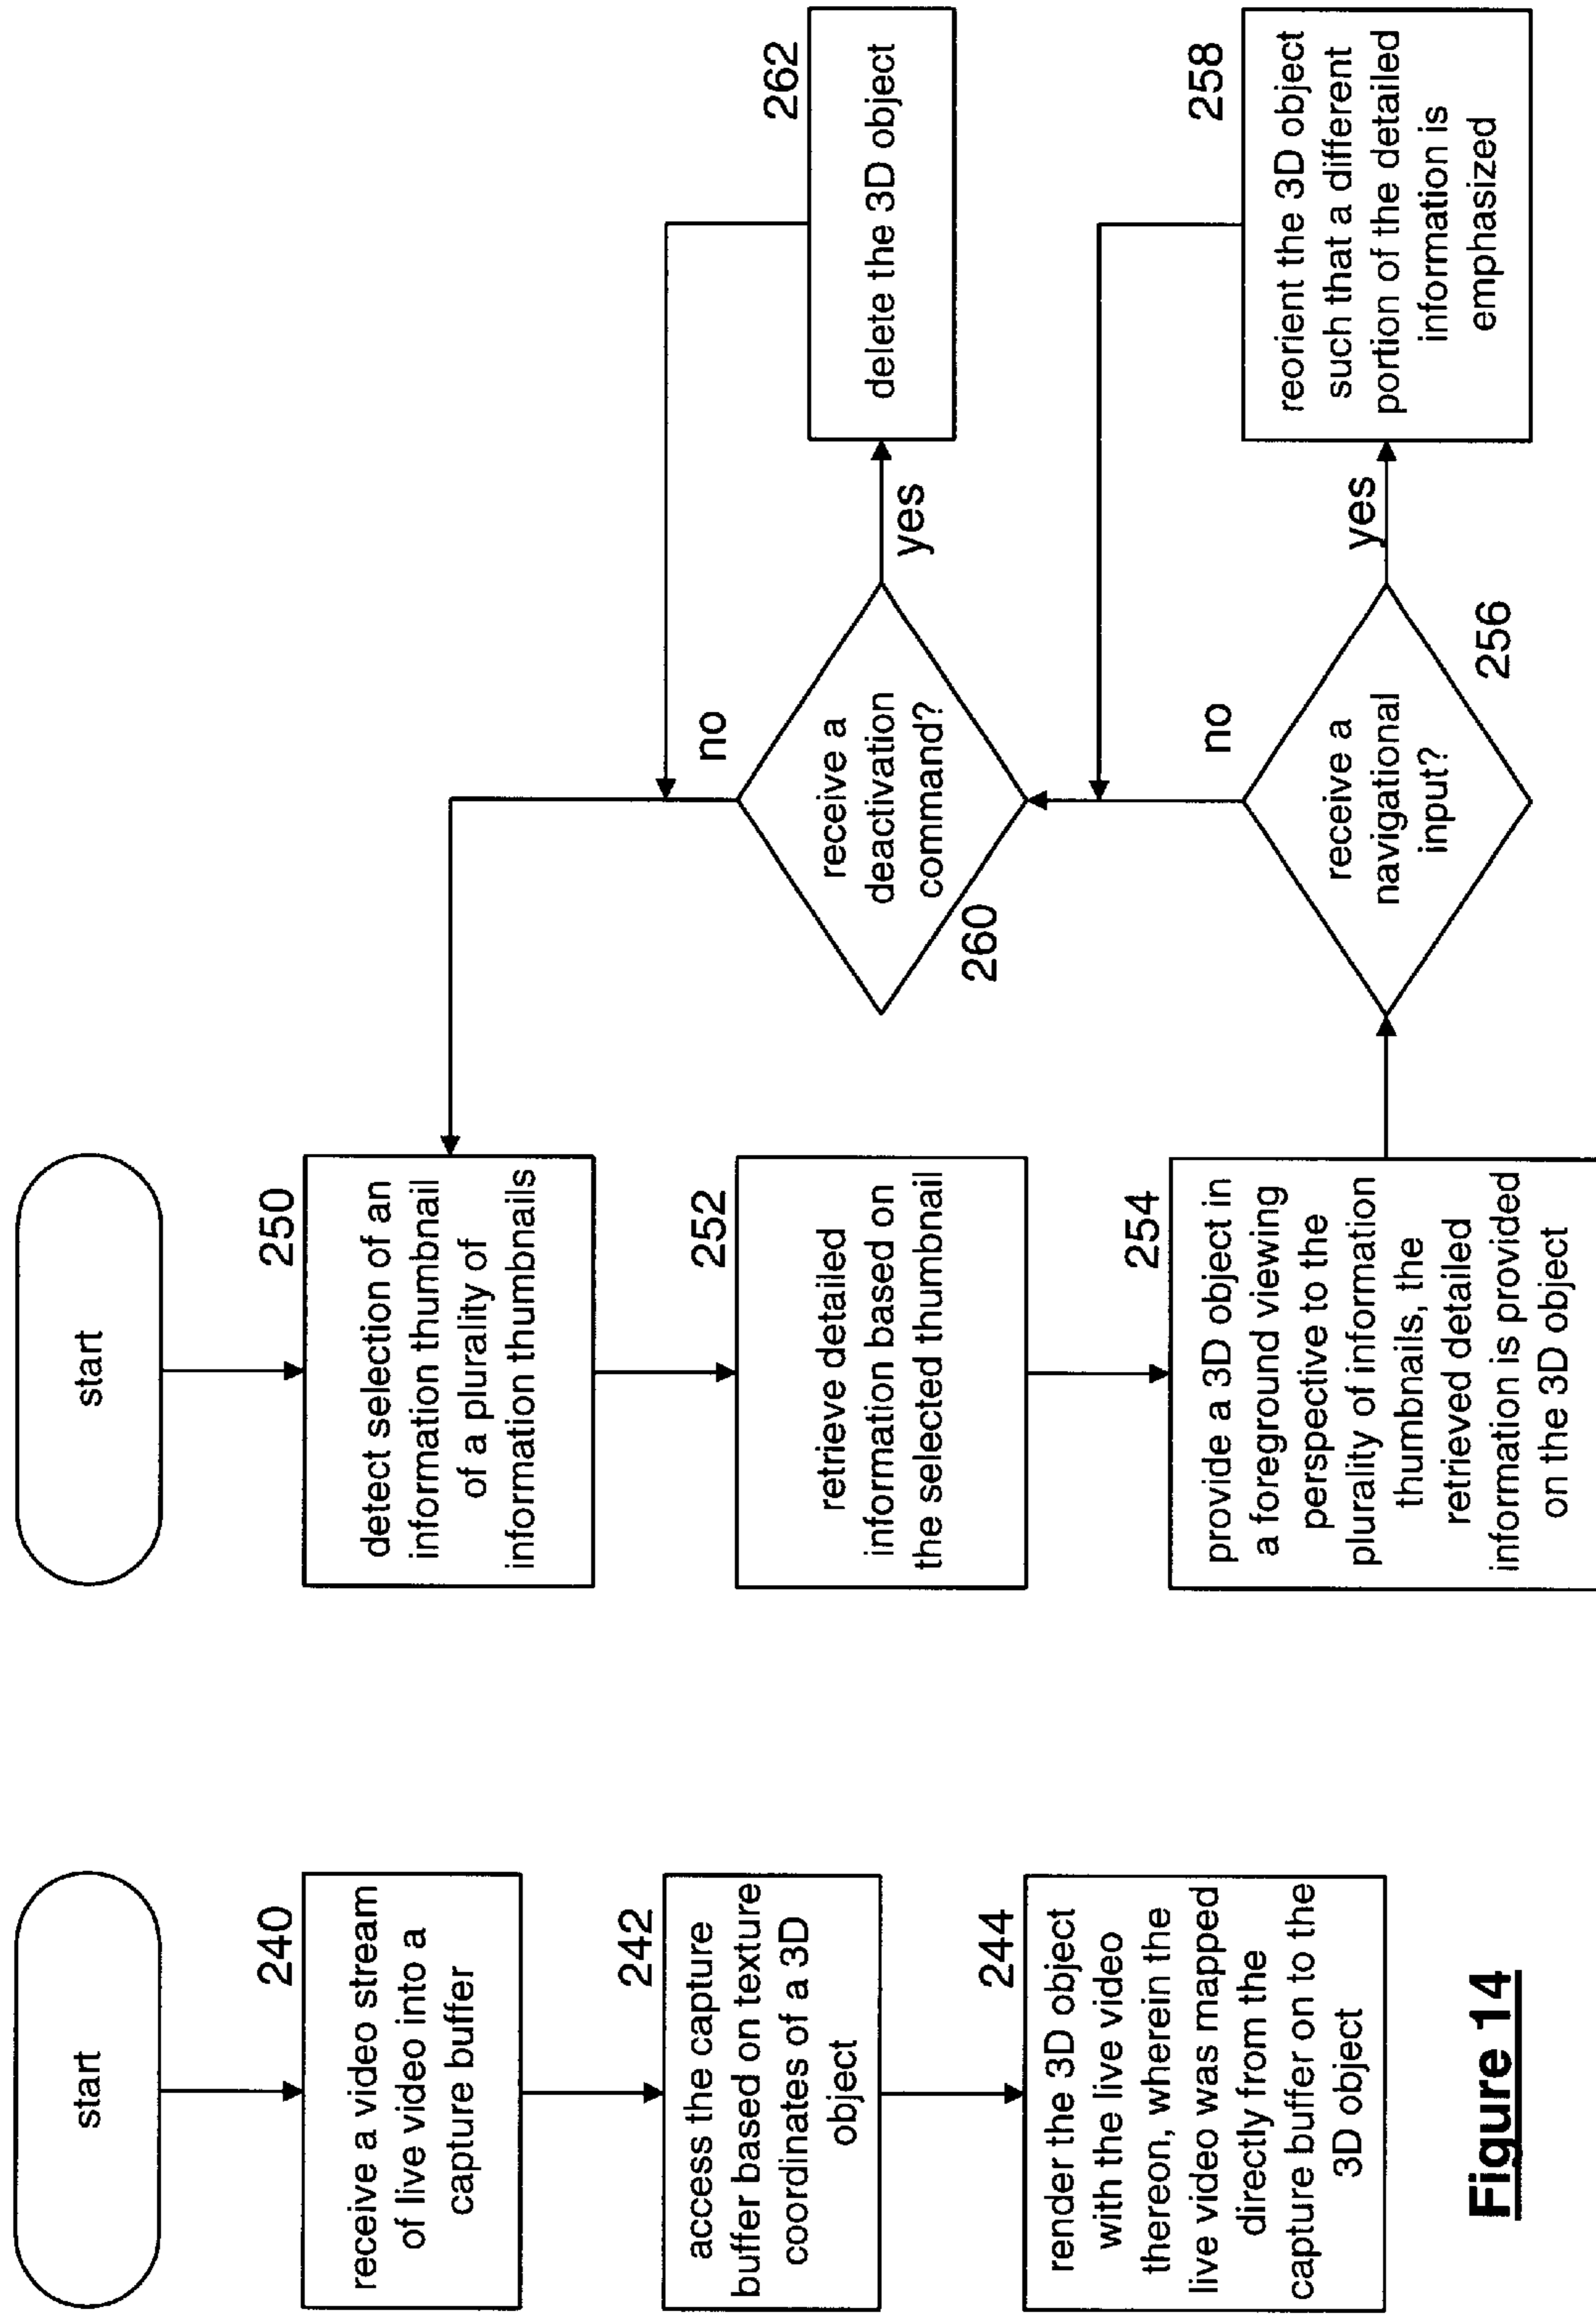 start
240
receive a video stream
of live video into a
capture buffer
242
access the capture
buffer based on texture
coordinates of a 3D
object
244
render the 3D object
with the live video
thereon, wherein the
live video was mapped
directly from the
capture buffer on to the
3D object
Figure 14
start
250
detect selection of an
information thumbnail
of a plurality of
information thumbnails
252
retrieve detailed
information based on
the selected thumbnail
254
provide a 3D object in
a foreground viewing
perspective to the
plurality of information
thumbnails, the
retrieved detailed
information is provided
on the 3D object
receive a
navigational
input?
256
no
yes
258
reorient the 3D object
such that a different
portion of the detailed
information is
emphasized
receive a
deactivation
command?
260
no
yes
262
delete the 3D object